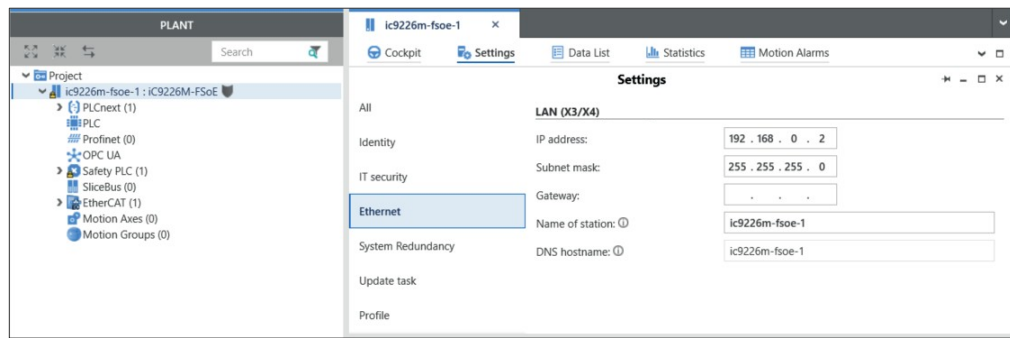 PLANT
Search
Project
ic9226m-fsoe-1 : iC9226M-FSoE
PLCnext (1)
PLC
Profinet (0)
OPC UA
Safety PLC (1)
SliceBus (0)
EtherCAT (1)
Motion Axes (0)
Motion Groups (0)
ic9226m-fsoe-1
Cockpit Settings Data List Statistics Motion Alarms
Settings
All
Identity
IT security
Ethernet
System Redundancy
Update task
Profile
LAN (X3/X4)
IP address: 192 . 168 . 0 . 2
Subnet mask: 255 . 255 . 255 . 0
Gateway: . . .
Name of station: ic9226m-fsoe-1
DNS hostname: ic9226m-fsoe-1